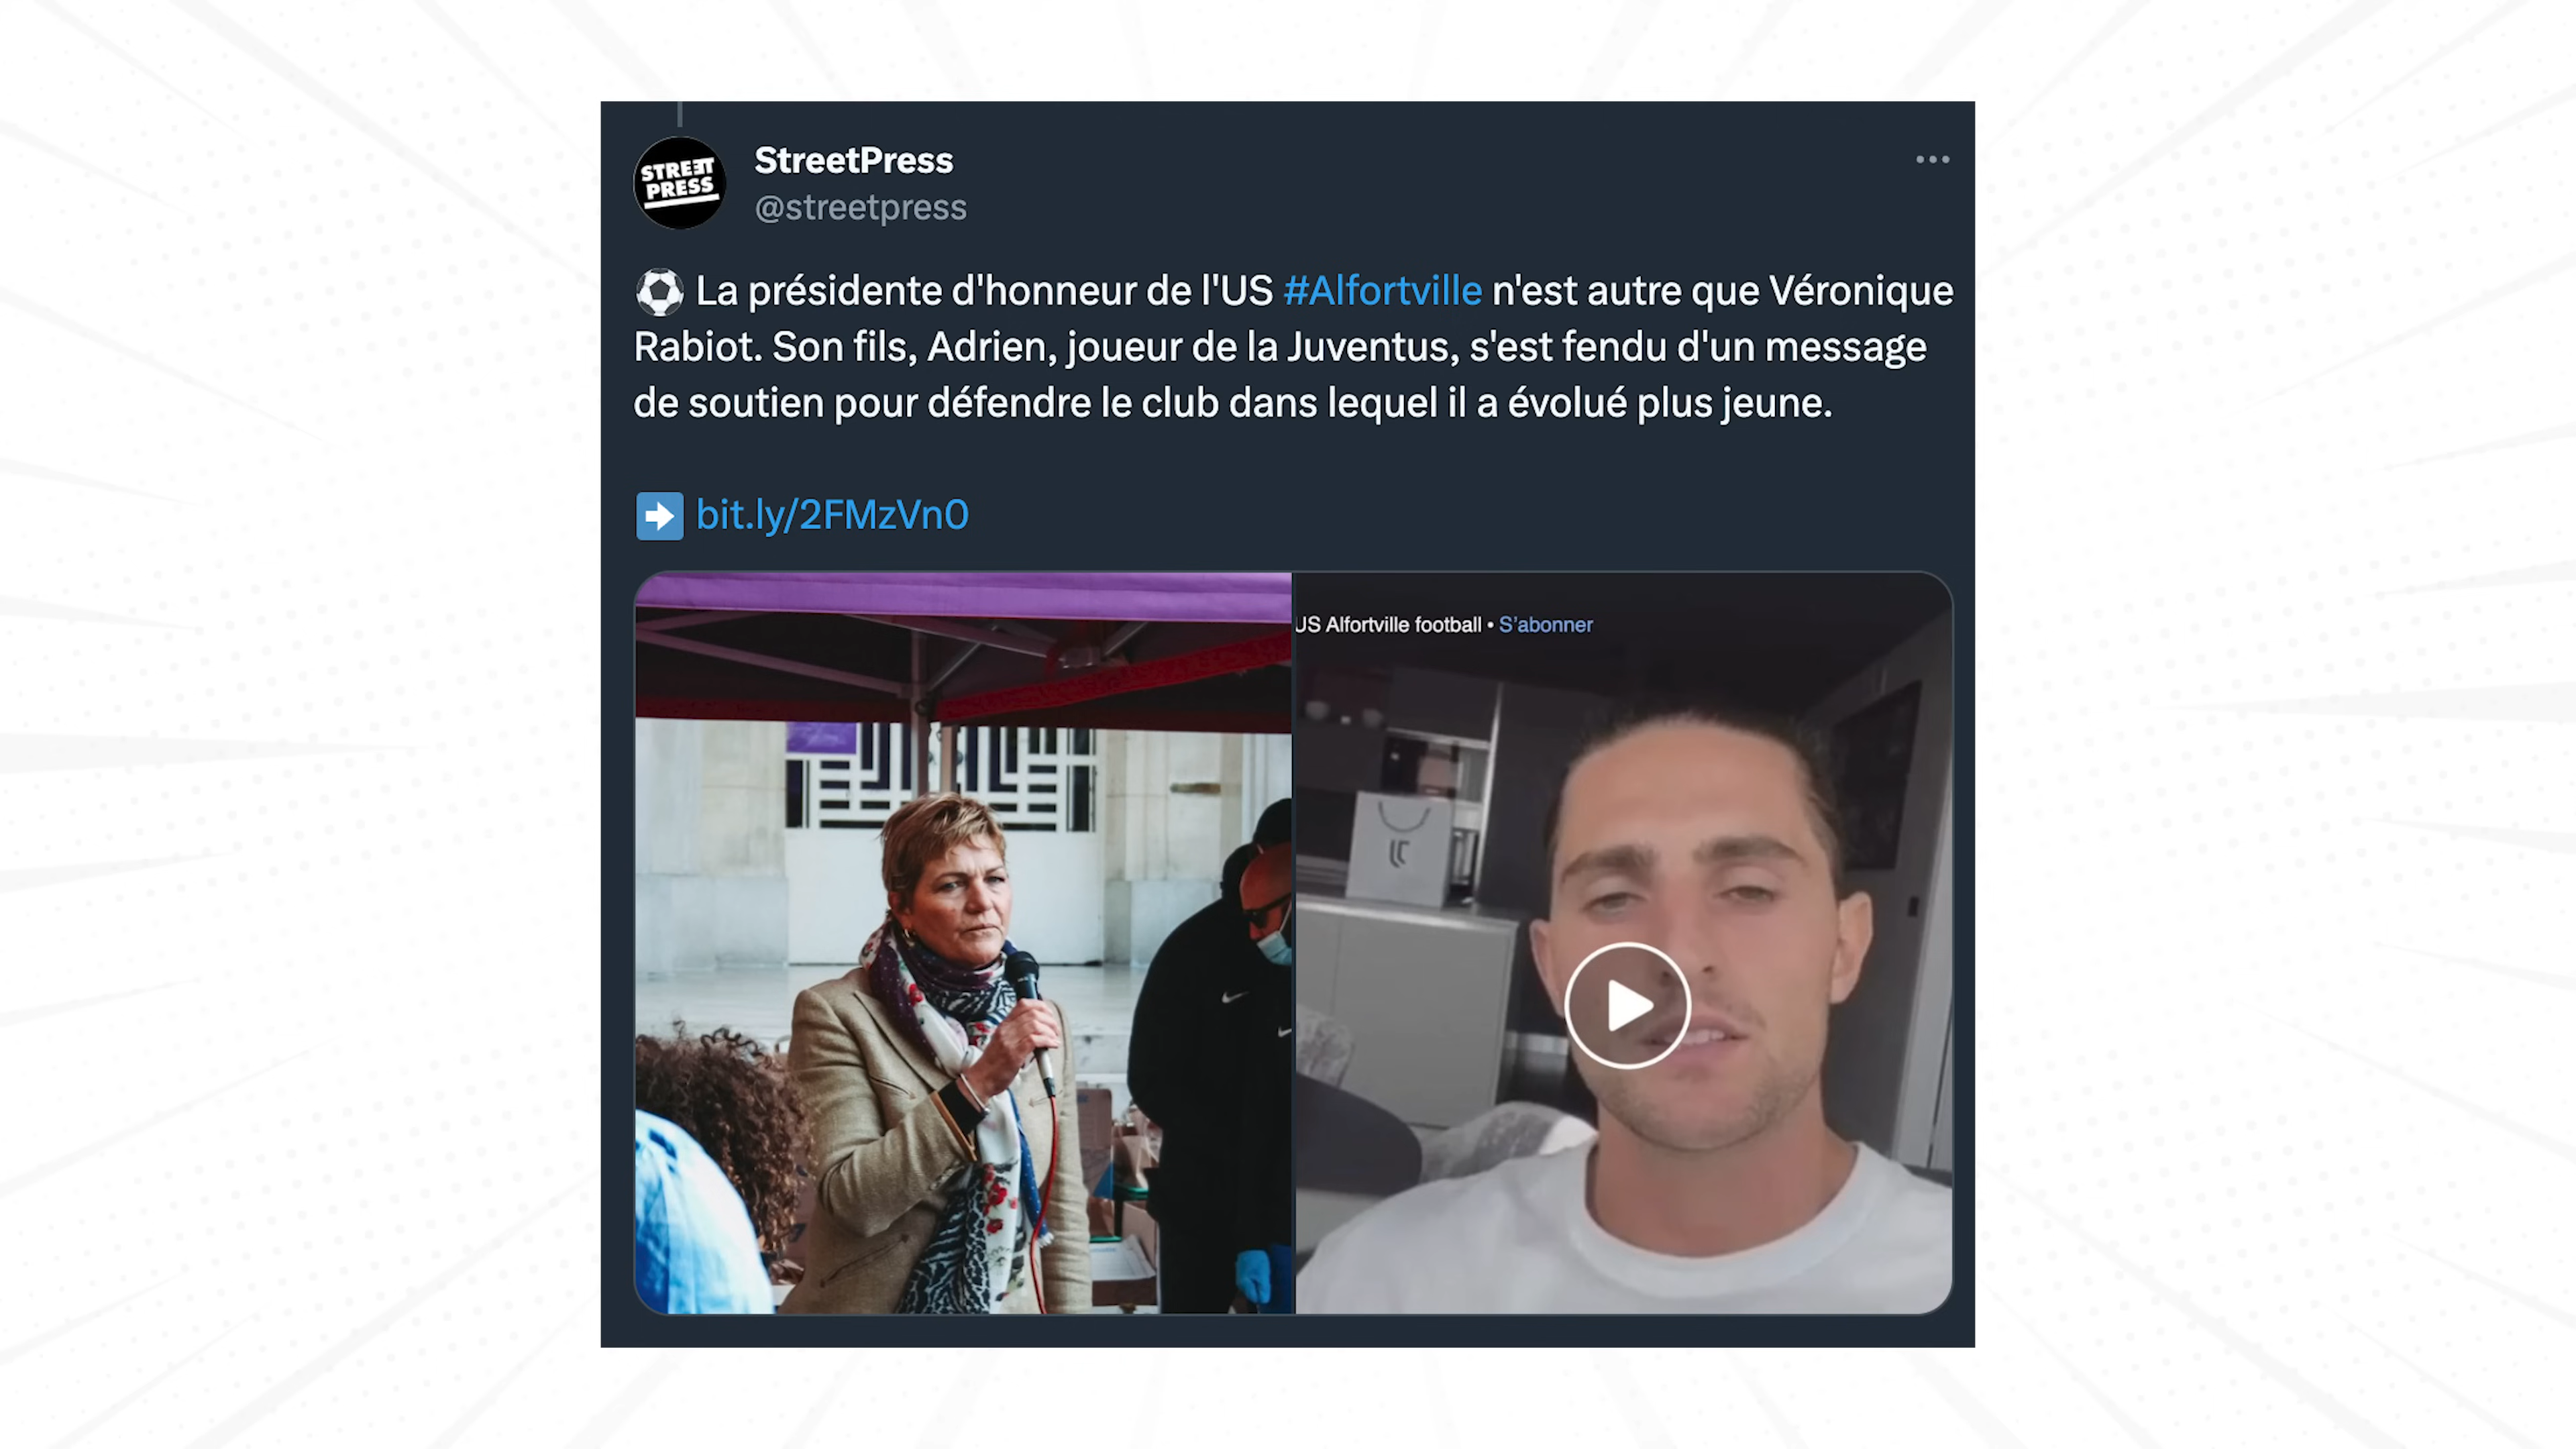 STREET
PRESS
StreetPress
@streetpress
⚽ La présidente d'honneur de l'US #Alfortville n'est autre que Véronique
Rabiot. Son fils, Adrien, joueur de la Juventus, s'est fendu d'un message
de soutien pour défendre le club dans lequel il a évolué plus jeune.
➡️ bit.ly/2FMzVn0
US Alfortville football • S'abonner